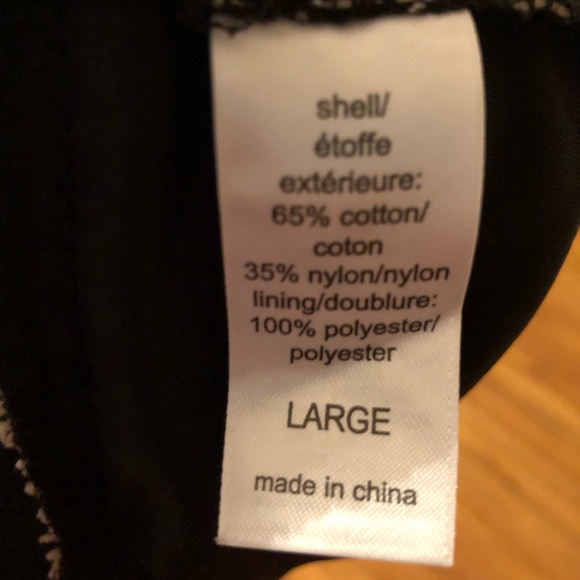 shell/
étoffe
extérieure:
65% cotton/
coton
35% nylon/nylon
lining/doublure:
100% polyester/
polyester
LARGE
made in china